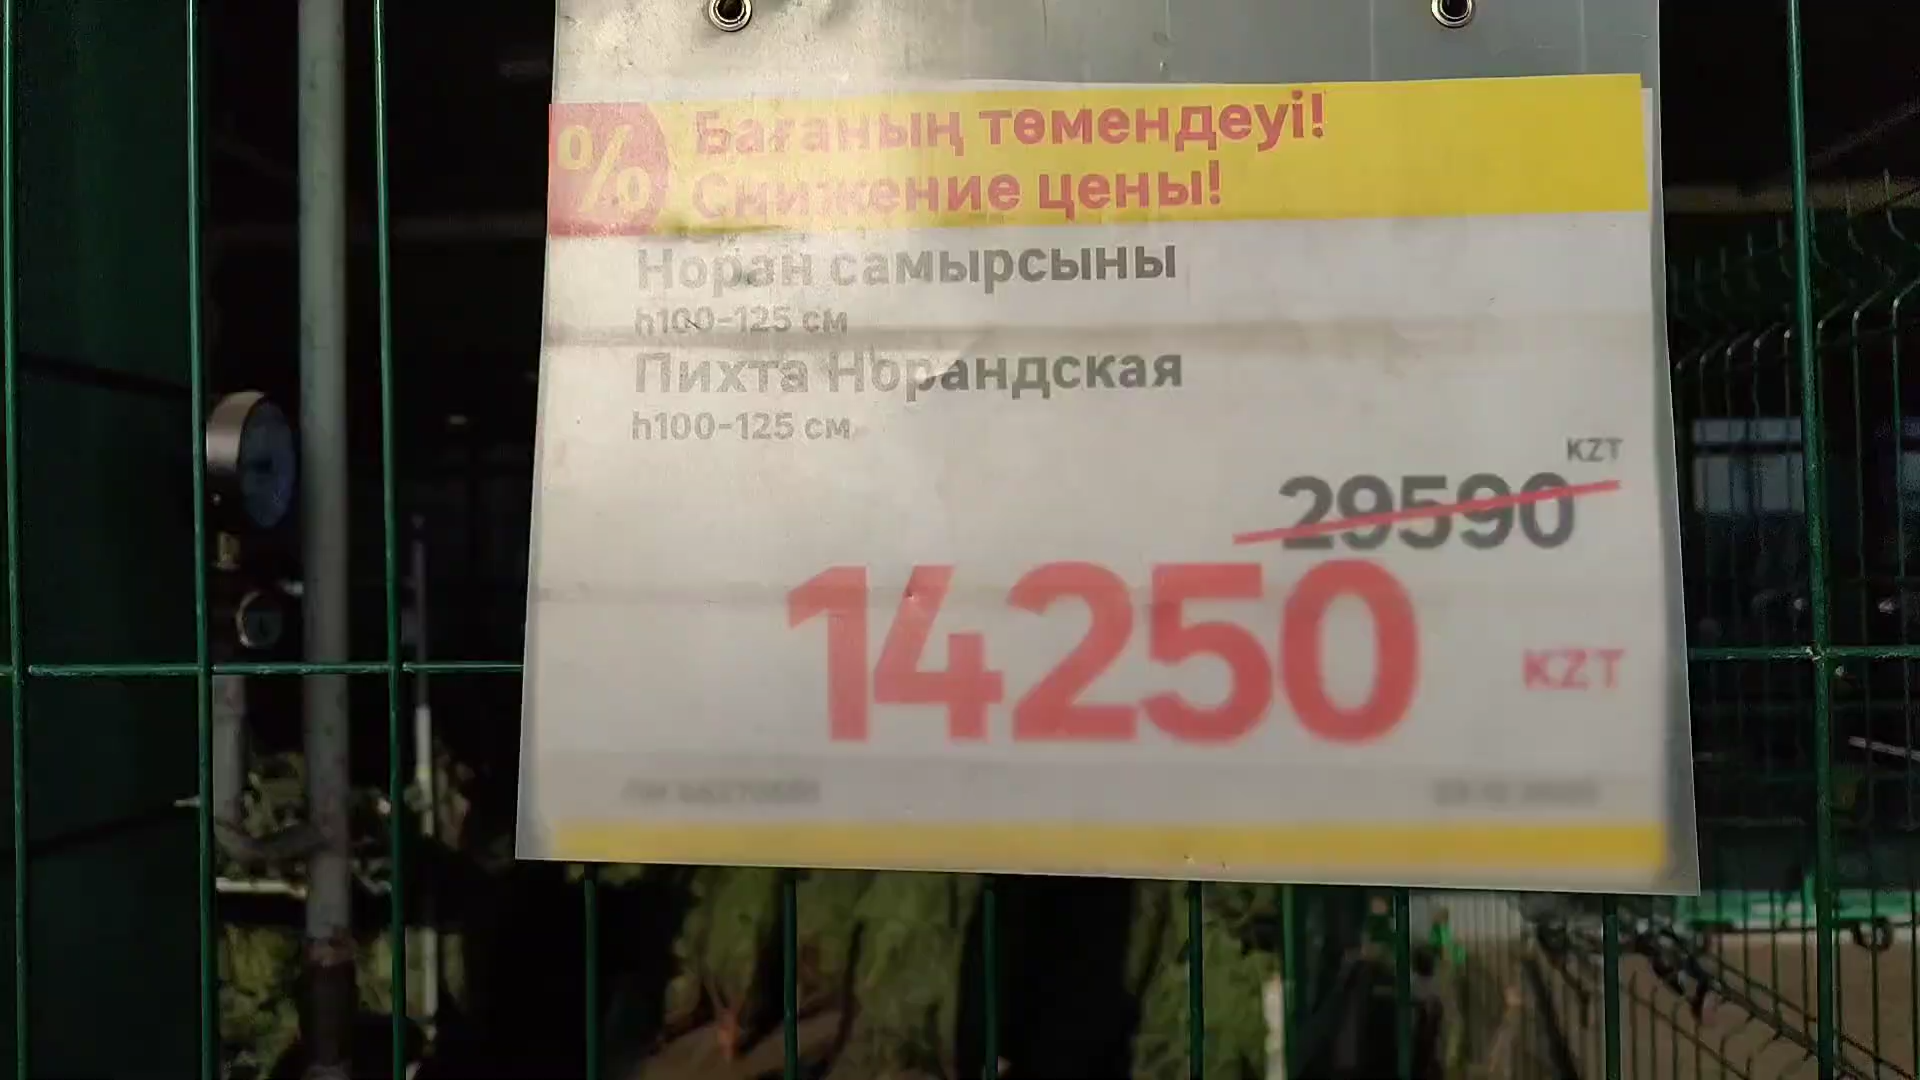 %
Бағаның төмендеуі!
Снижение цены!
Норан самырсыны
h100-125 см
Пихта Норандская
h100-125 см
KZT
29590
14250
KZT